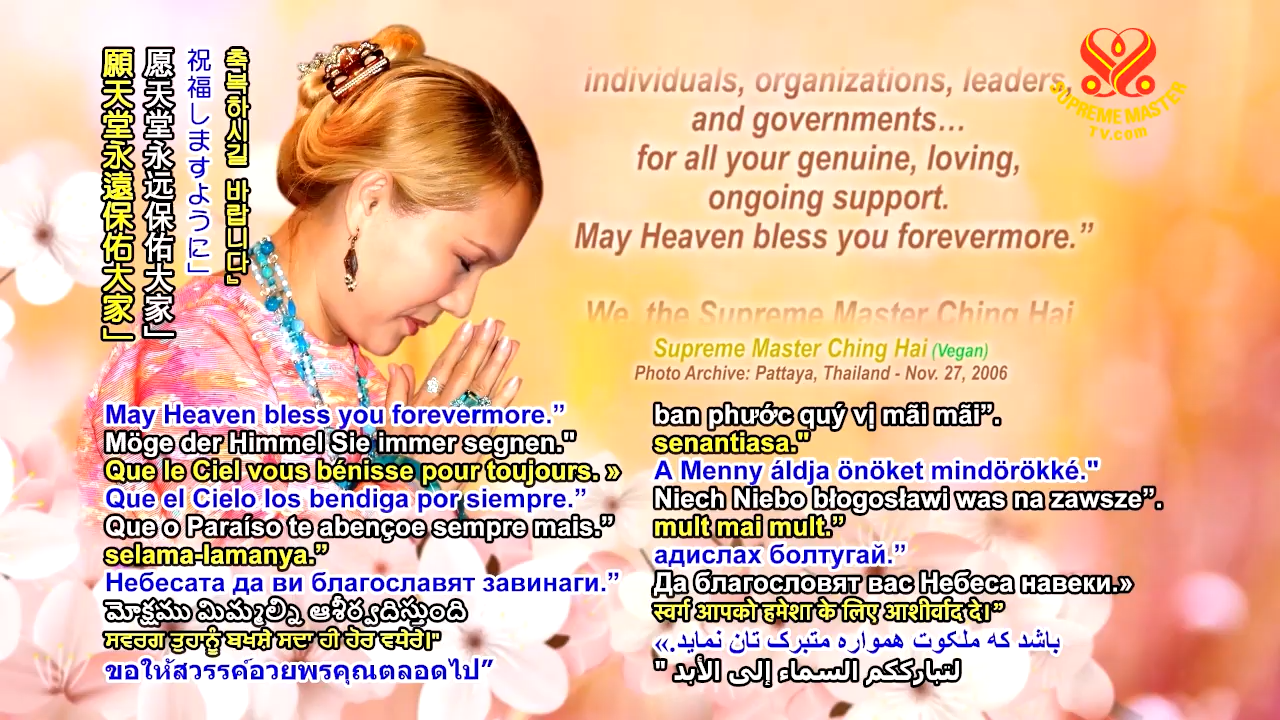 축복하시길 바랍니다』
祝福しますように」
愿天堂永远保佑大家」
願天堂永遠保佑大家」
individuals, organizations, leaders,
and governments…
for all your genuine, loving,
ongoing support.
May Heaven bless you forevermore.”
We, the Supreme Master Ching Hai
SUPREME MASTER
TV.com
Supreme Master Ching Hai (Vegan)
Photo Archive: Pattaya, Thailand - Nov. 27, 2006
May Heaven bless you forevermore.”
Möge der Himmel Sie immer segnen."
Que le Ciel vous bénisse pour toujours. »
Que el Cielo los bendiga por siempre.”
Que o Paraíso te abençoe sempre mais.”
selama-lamanya.”
Небесата да ви благославят завинаги.”
మోక్షము మిమ్మల్ని ఆశీర్వదిస్తుంది
ਸਵਰਗ ਤੁਹਾਨੂੰ ਬਖਸ਼ੇ ਸਦਾ ਹੀ ਹੋਰ ਵਧੇਰੇ।"
ขอให้สวรรค์อวยพรคุณตลอดไป”
ban phước quý vị mãi mãi”.
senantiasa."
A Menny áldja önöket mindörökké."
Niech Niebo błogosławi was na zawsze”.
mult mai mult.”
адислах болтугай.”
Да благословят вас Небеса навеки.»
स्वर्ग आपको हमेशा के लिए आशीर्वाद दे।”
باشد که ملکوت همواره متبرک تان نماید.»
لتبارككم السماء إلى الأبد "